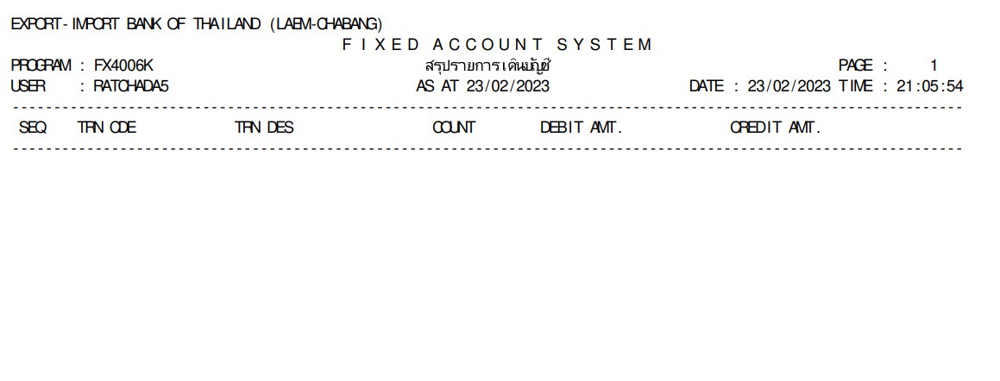 EXPORT-IMPORT BANK OF THAILAND (LAEM-CHABANG)
F I X E D A C C O U N T S Y S T E M
PROGRAM : FX4006K สรุปรายการเดินบัญชี PAGE : 1
USER : RATCHADA5 AS AT 23/02/2023 DATE : 23/02/2023 TIME : 21:05:54
SEQ TRN CDE TRN DES COUNT DEBIT AMT. CREDIT AMT.